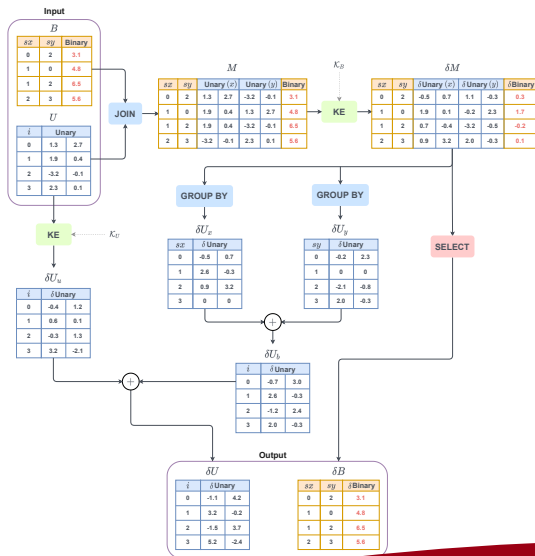 Input
B
sx sy Binary
0 2 3.1
1 0 4.8
1 2 6.5
2 3 5.6
U
i Unary
0 1.3 2.7
1 1.9 0.4
2 -3.2 -0.1
3 2.3 0.1
JOIN
M
sx sy Unary (x) Unary (y) Binary
0 2 1.3 2.7 -3.2 -0.1 3.1
1 0 1.9 0.4 1.3 2.7 4.8
1 2 1.9 0.4 -3.2 -0.1 6.5
2 3 -3.2 -0.1 2.3 0.1 5.6
𝒦_B
KE
δM
sx sy δUnary (x) δUnary (y) δBinary
0 2 -0.5 0.7 1.1 -0.3 0.3
1 0 1.9 0.1 -0.2 2.3 1.7
1 2 0.7 -0.4 -3.2 -0.5 -0.2
2 3 0.9 3.2 2.0 -0.3 0.1
GROUP BY
GROUP BY
SELECT
KE
𝒦_U
δU_x
sx δ Unary
0 -0.5 0.7
1 2.6 -0.3
2 0.9 3.2
3 0 0
δU_y
sy δ Unary
0 -0.2 2.3
1 0 0
2 -2.1 -0.8
3 2.0 -0.3
δU_u
i δ Unary
0 -0.4 1.2
1 0.6 0.1
2 -0.3 1.3
3 3.2 -2.1
+
δU_b
i δ Unary
0 -0.7 3.0
1 2.6 -0.3
2 -1.2 2.4
3 2.0 -0.3
+
Output
δU
i δ Unary
0 -1.1 4.2
1 3.2 -0.2
2 -1.5 3.7
3 5.2 -2.4
δB
sx sy δBinary
0 2 3.1
1 0 4.8
1 2 6.5
2 3 5.6